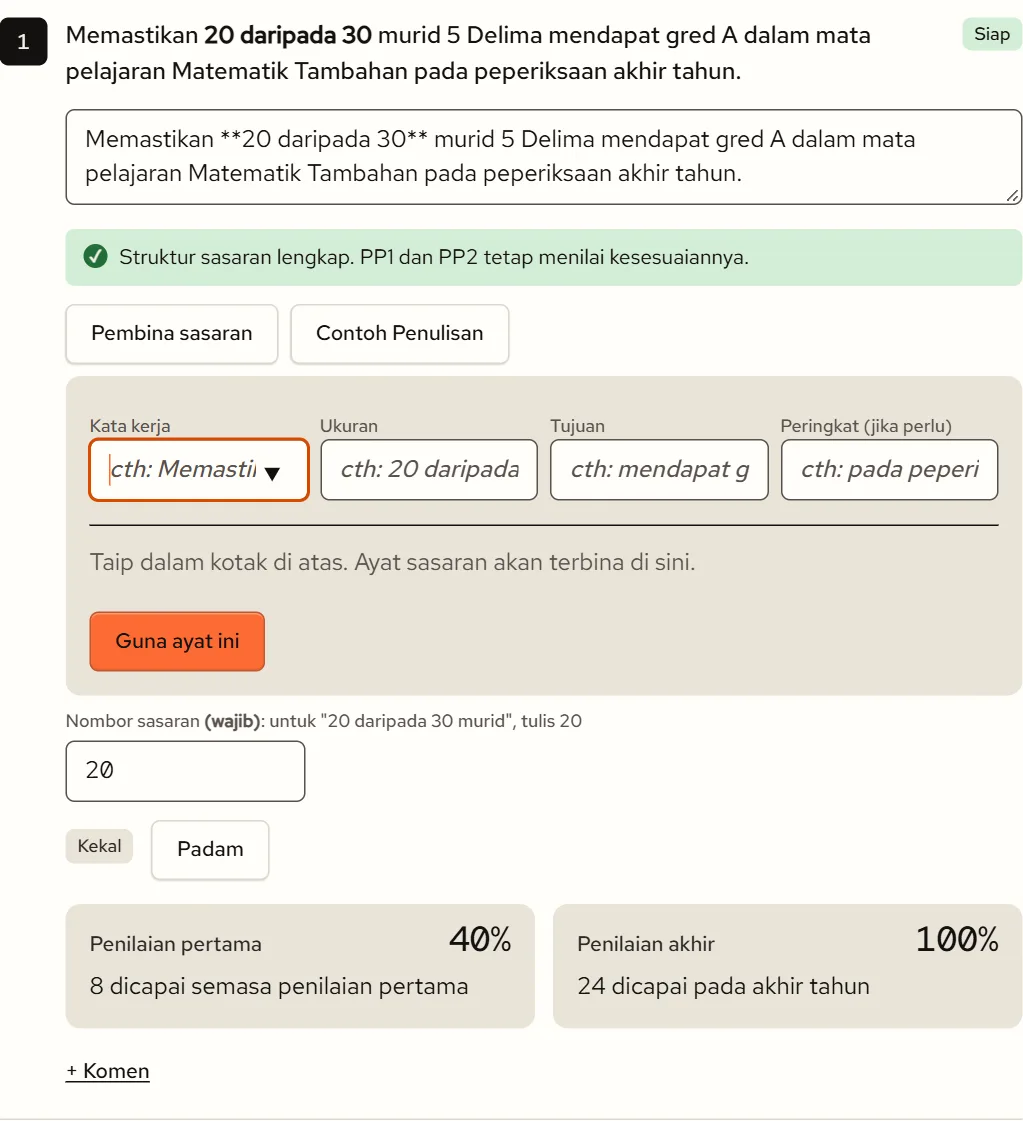 1
Memastikan 20 daripada 30 murid 5 Delima mendapat gred A dalam mata
pelajaran Matematik Tambahan pada peperiksaan akhir tahun.
Siap
Memastikan **20 daripada 30** murid 5 Delima mendapat gred A dalam mata
pelajaran Matematik Tambahan pada peperiksaan akhir tahun.
Struktur sasaran lengkap. PP1 dan PP2 tetap menilai kesesuaiannya.
Pembina sasaran
Contoh Penulisan
Kata kerja
Ukuran
Tujuan
Peringkat (jika perlu)
cth: Memasti
cth: 20 daripada
cth: mendapat g
cth: pada peperi
Taip dalam kotak di atas. Ayat sasaran akan terbina di sini.
Guna ayat ini
Nombor sasaran (wajib): untuk "20 daripada 30 murid", tulis 20
20
Kekal
Padam
Penilaian pertama
40%
8 dicapai semasa penilaian pertama
Penilaian akhir
100%
24 dicapai pada akhir tahun
+ Komen